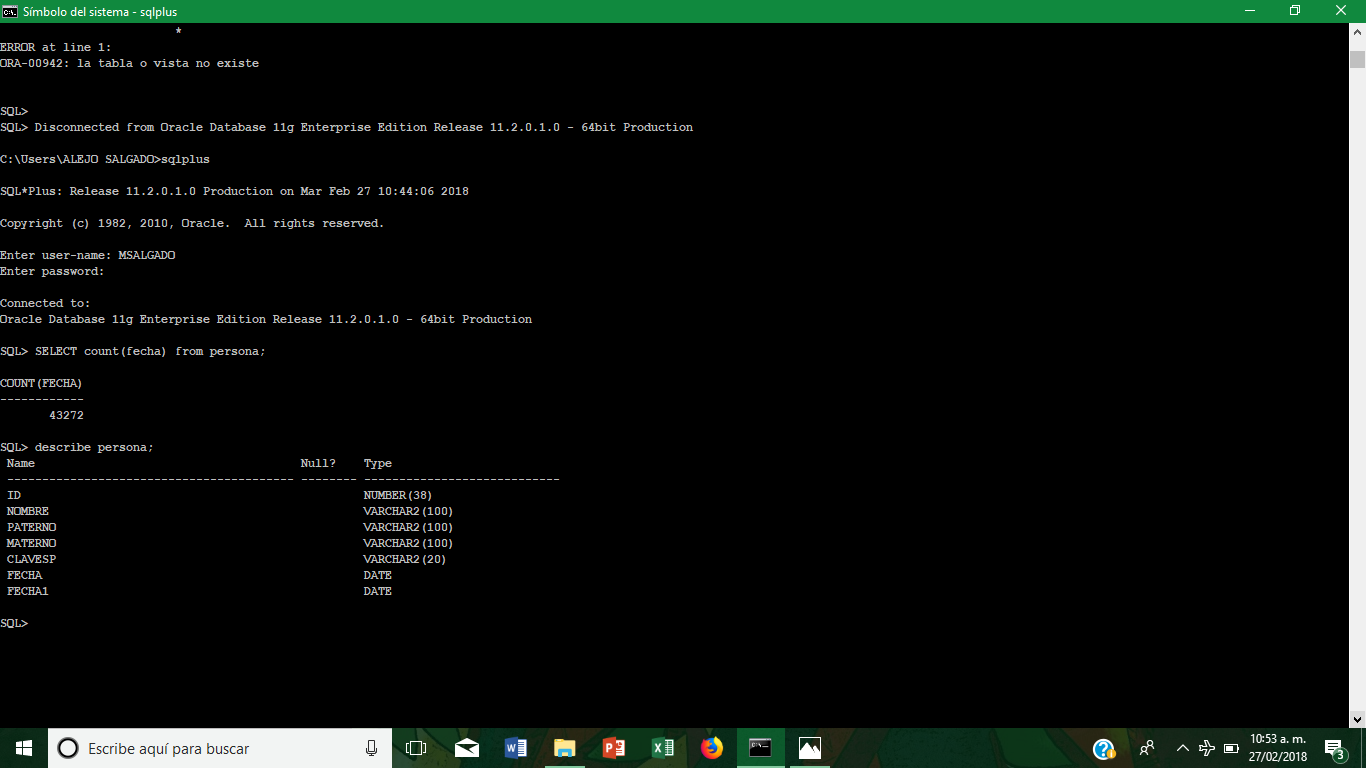 Símbolo del sistema - sqlplus
*
ERROR at line 1:
ORA-00942: la tabla o vista no existe
SQL>
SQL> Disconnected from Oracle Database 11g Enterprise Edition Release 11.2.0.1.0 - 64bit Production
C:\Users\ALEJO SALGADO>sqlplus
SQL*Plus: Release 11.2.0.1.0 Production on Mar Feb 27 10:44:06 2018
Copyright (c) 1982, 2010, Oracle.  All rights reserved.
Enter user-name: MSALGADO
Enter password:
Connected to:
Oracle Database 11g Enterprise Edition Release 11.2.0.1.0 - 64bit Production
SQL> SELECT count(fecha) from persona;
COUNT(FECHA)
------------
43272
SQL> describe persona;
Name Null? Type
----------------------------------------- -------- ----------------------------
ID NUMBER(38)
NOMBRE VARCHAR2(100)
PATERNO VARCHAR2(100)
MATERNO VARCHAR2(100)
CLAVESP VARCHAR2(20)
FECHA DATE
FECHA1 DATE
SQL>
Escribe aquí para buscar
10:53 a. m.
27/02/2018
3